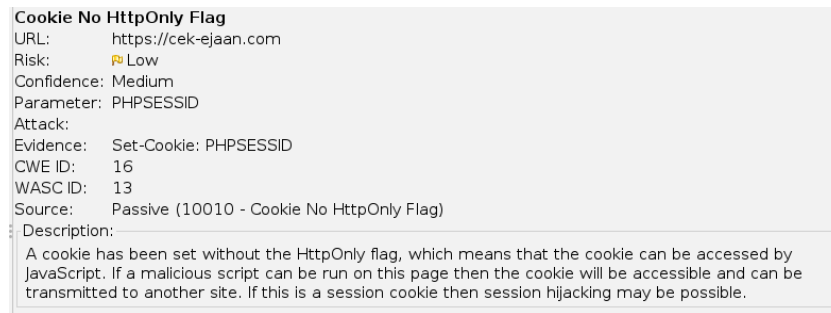 Cookie No HttpOnly Flag
URL: https://cek-ejaan.com
Risk: Low
Confidence: Medium
Parameter: PHPSESSID
Attack:
Evidence: Set-Cookie: PHPSESSID
CWE ID: 16
WASC ID: 13
Source: Passive (10010 - Cookie No HttpOnly Flag)
Description:
A cookie has been set without the HttpOnly flag, which means that the cookie can be accessed by
JavaScript. If a malicious script can be run on this page then the cookie will be accessible and can be
transmitted to another site. If this is a session cookie then session hijacking may be possible.